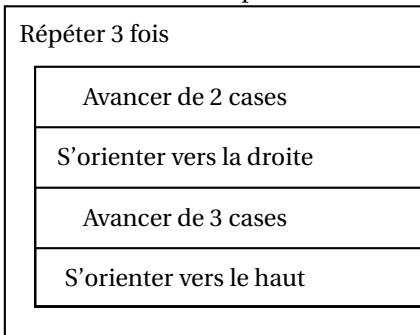 Répéter 3 fois
Avancer de 2 cases
S'orienter vers la droite
Avancer de 3 cases
S'orienter vers le haut